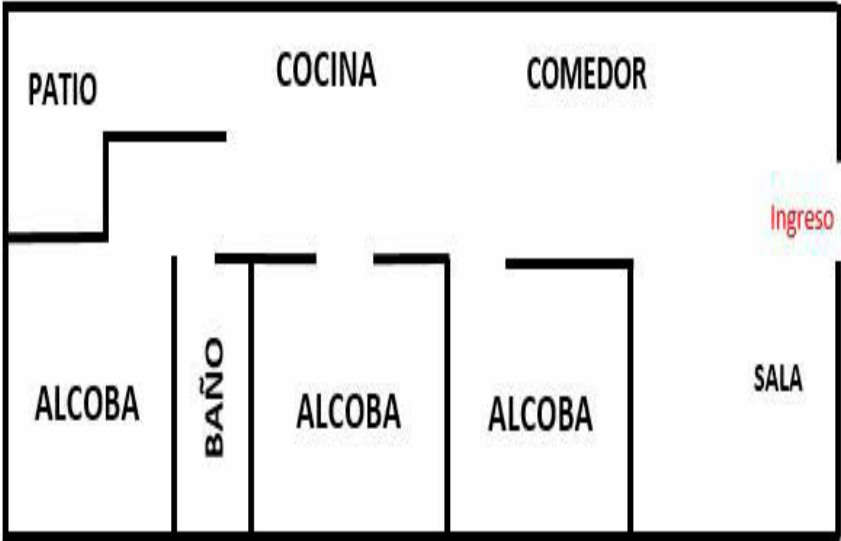 PATIO
COCINA
COMEDOR
Ingreso
ALCOBA
BAÑO
ALCOBA
ALCOBA
SALA